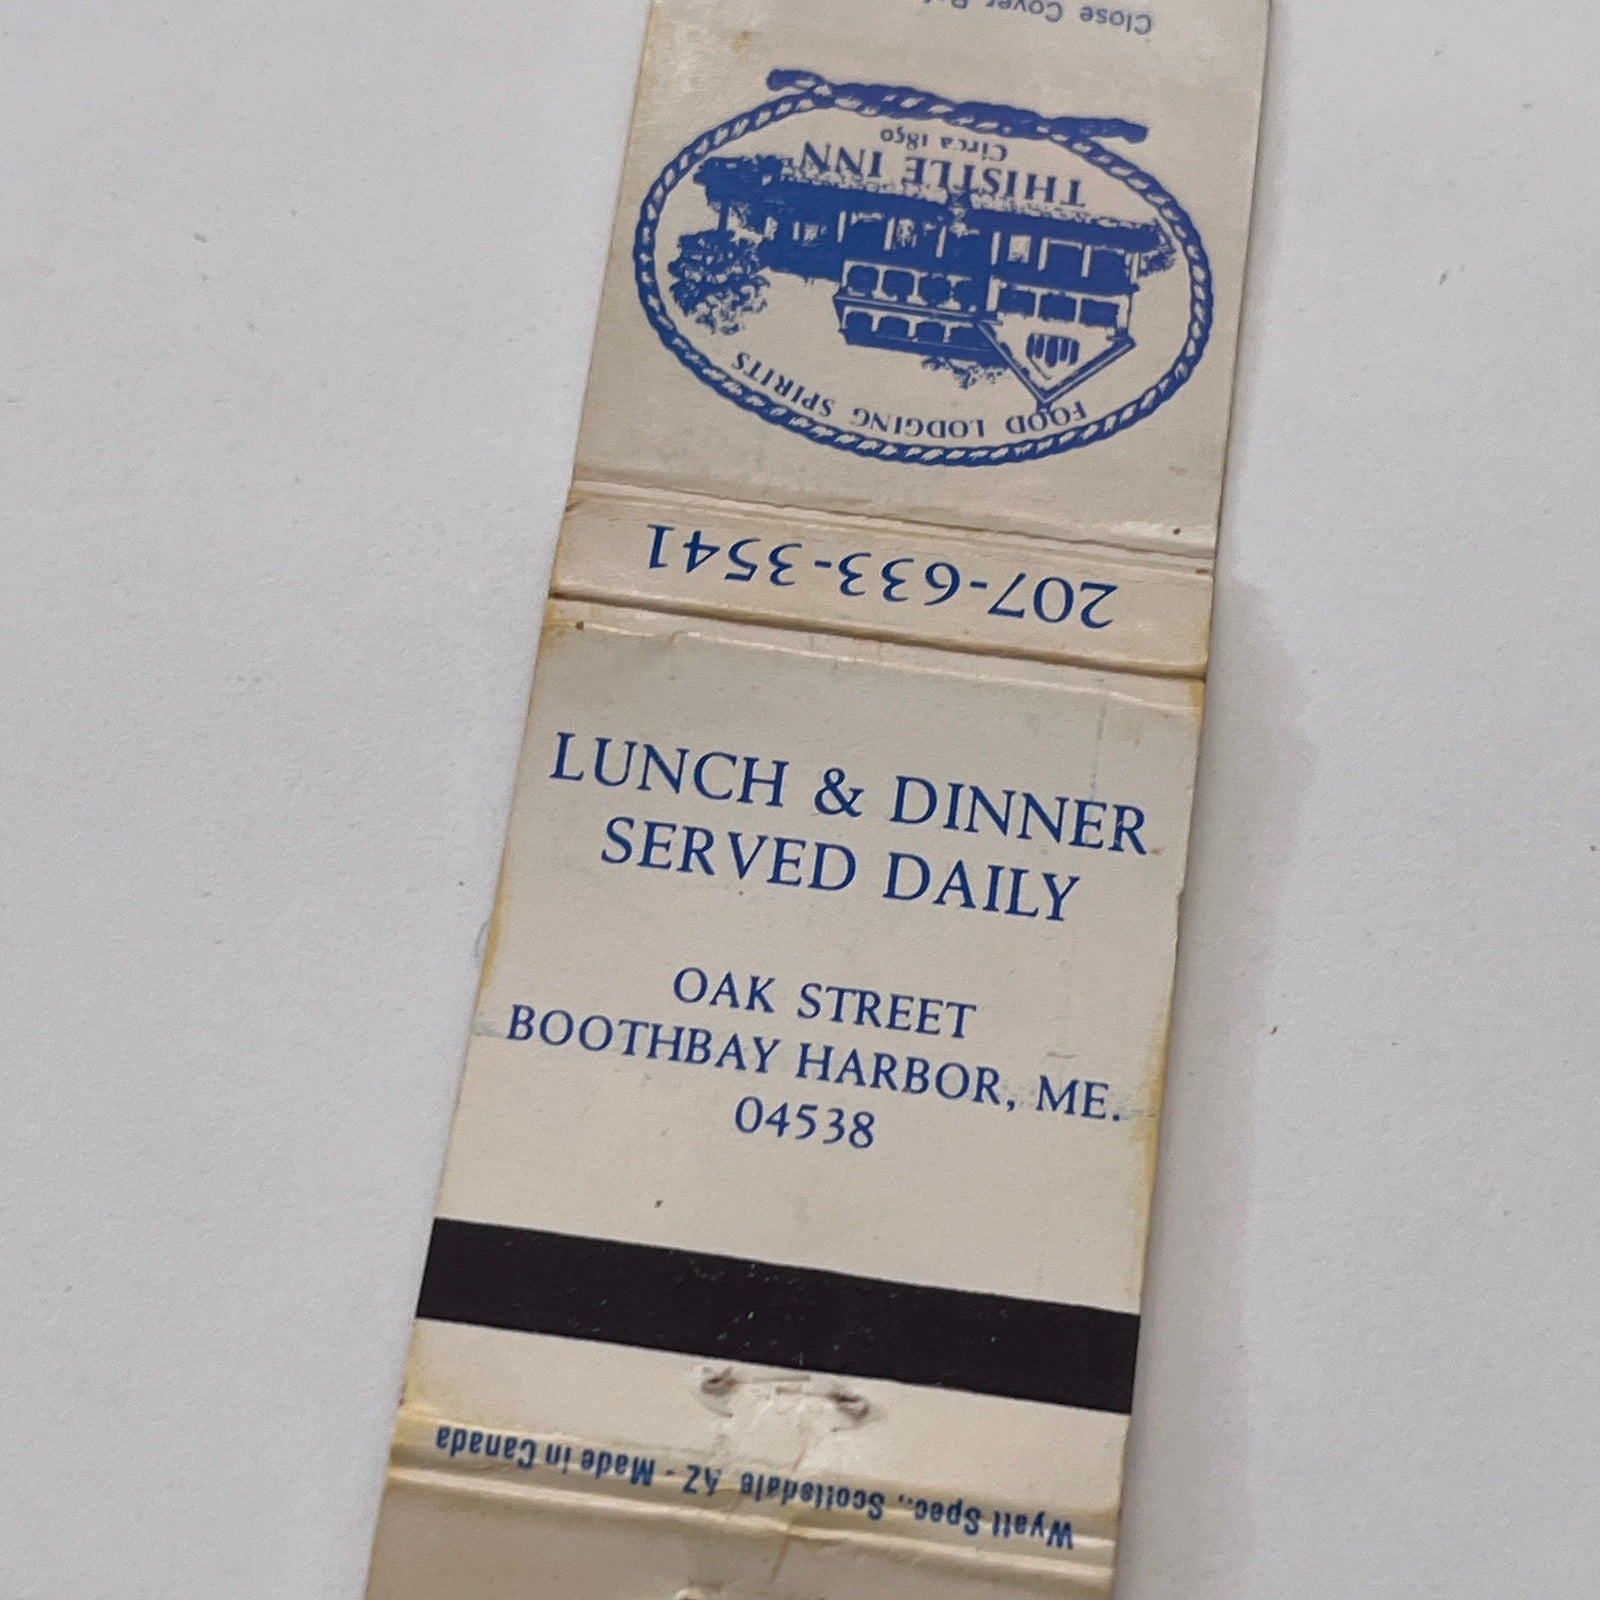 Close Cover
THISTLE INN
Circa 1850
FOOD LODGING SPIRITS
207-633-3541
LUNCH & DINNER
SERVED DAILY
OAK STREET
BOOTHBAY HARBOR, ME.
04538
Wyatt Spec., Scottsdale AZ - Made in Canada